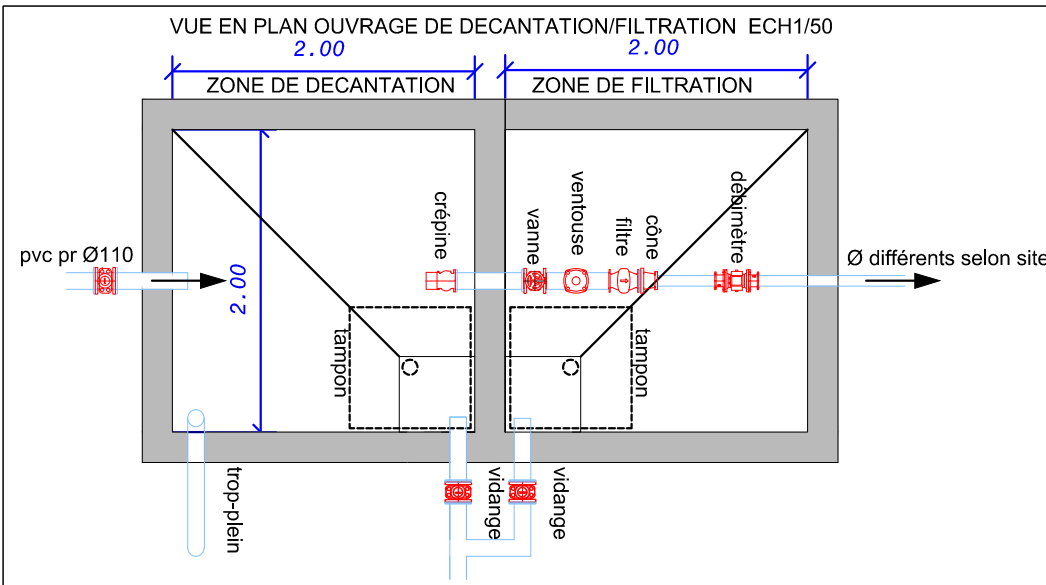 VUE EN PLAN OUVRAGE DE DECANTATION/FILTRATION ECH1/50
2.00
2.00
ZONE DE DECANTATION
ZONE DE FILTRATION
crépine
vanne
ventouse
filtre
cône
débimètre
pvc pr Ø110
2.00
Ø différents selon site
tampon
tampon
trop-plein
vidange
vidange